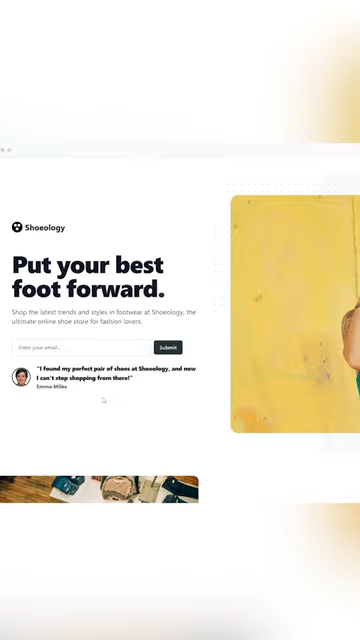 Shoeology
Put your best
foot forward.
Shop the latest trends and styles in footwear at Shoeology, the
ultimate online shoe store for fashion lovers.
Enter your email...
Submit
"I found my perfect pair of shoes at Shoeology, and now
I can't stop shopping from there!"
Emma Miles